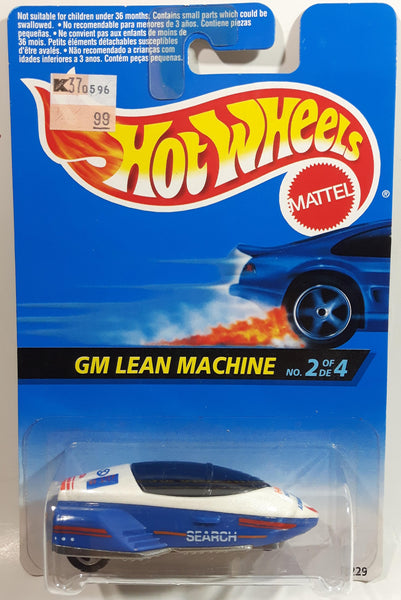 Not suitable for children under 36 months. Contains small parts which could be
swallowed. • No recomendable para menores de 3 años. Contiene piezas
pequeñas. • Ne convient pas aux enfants de moins de
36 mois. Petits éléments détachables susceptibles
d'être avalés. • Não recomendado a crianças com
idades inferiores a 3 anos. Contém peças pequenas.
K37 0596
99
HOT WHEELS
MATTEL
®
GM LEAN MACHINE NO. 2 OF 4
DE
SEARCH
229